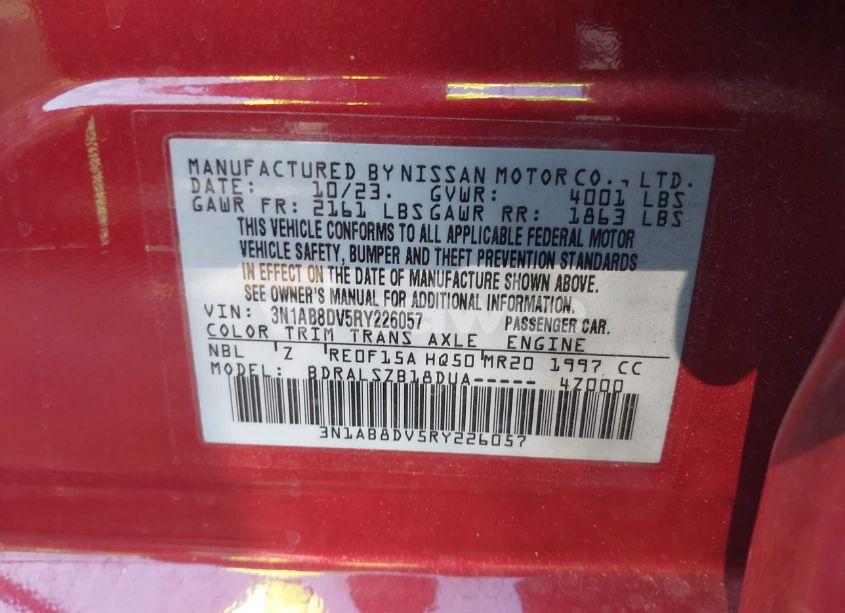 MANUFACTURED BY NISSAN MOTOR CO., LTD.
DATE: 10/23. GVWR: 4001 LBS
GAWR FR: 2161 LBS GAWR RR: 1863 LBS
THIS VEHICLE CONFORMS TO ALL APPLICABLE FEDERAL MOTOR
VEHICLE SAFETY, BUMPER AND THEFT PREVENTION STANDARDS
IN EFFECT ON THE DATE OF MANUFACTURE SHOWN ABOVE.
SEE OWNER'S MANUAL FOR ADDITIONAL INFORMATION.
VIN: 3N1AB8DV5RY226057 PASSENGER CAR.
COLOR TRIM TRANS AXLE ENGINE
NBL Z RE0F15A HQ50 MR20 1997 CC
MODEL: BDRALSZB18DUA----- 4Z000
3N1AB8DV5RY226057